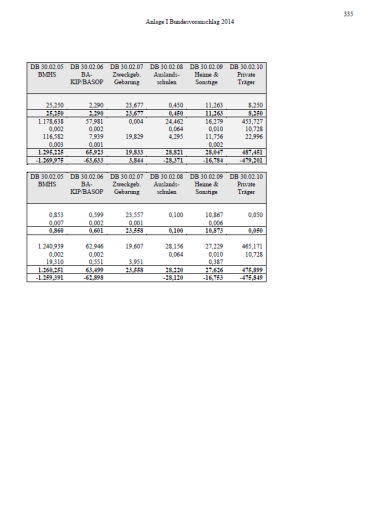 335
Anlage I Bundesvoranschlag 2014
DB 30.02.05 DB 30.02.06 DB 30.02.07 DB 30.02.08 DB 30.02.09 DB 30.02.10
BMHS BA- Zweckgeb. Auslands- Heime & Private
KIP/BASOP Gebarung schulen Sonstige Träger
25,250 2,290 23,677 0,450 11,263 8,250
25,250 2,290 23,677 0,450 11,263 8,250
1.178,638 57,981 0,004 24,462 16,279 453,727
0,002 0,002 0,064 0,010 10,728
116,582 7,939 19,829 4,295 11,756 22,996
0,003 0,001 0,002
1.295,225 65,923 19,833 28,821 28,047 487,451
-1.269,975 -63,633 3,844 -28,371 -16,784 -479,201
DB 30.02.05 DB 30.02.06 DB 30.02.07 DB 30.02.08 DB 30.02.09 DB 30.02.10
BMHS BA- Zweckgeb. Auslands- Heime & Private
KIP/BASOP Gebarung schulen Sonstige Träger
0,853 0,599 23,557 0,100 10,867 0,050
0,007 0,002 0,001 0,006
0,860 0,601 23,558 0,100 10,873 0,050
1.240,939 62,946 19,607 28,156 27,229 465,171
0,002 0,002 0,064 0,010 10,728
19,310 0,551 3,951 0,387
1.260,251 63,499 23,558 28,220 27,626 475,899
-1.259,391 -62,898 -28,120 -16,753 -475,849